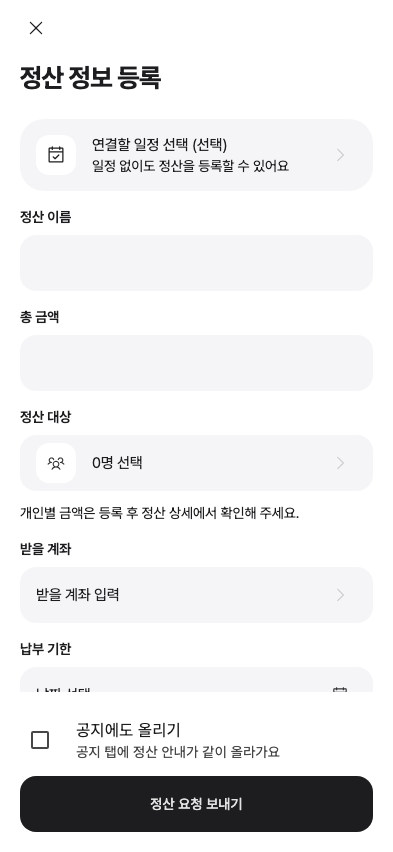 정산 정보 등록
연결할 일정 선택 (선택)
일정 없이도 정산을 등록할 수 있어요
정산 이름
총 금액
정산 대상
0명 선택
개인별 금액은 등록 후 정산 상세에서 확인해 주세요.
받을 계좌
받을 계좌 입력
납부 기한
날짜 선택
공지에도 올리기
공지 탭에 정산 안내가 같이 올라가요
정산 요청 보내기